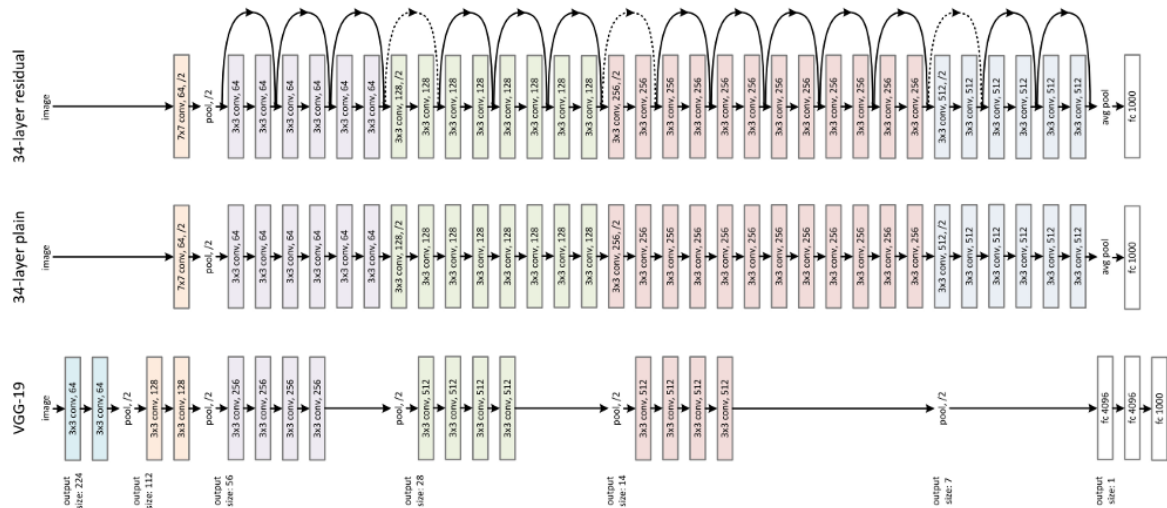 34-layer residual
image
7x7 conv, 64, /2
pool, /2
3x3 conv, 64
3x3 conv, 64
3x3 conv, 64
3x3 conv, 64
3x3 conv, 64
3x3 conv, 64
3x3 conv, 128, /2
3x3 conv, 128
3x3 conv, 128
3x3 conv, 128
3x3 conv, 128
3x3 conv, 128
3x3 conv, 128
3x3 conv, 128
3x3 conv, 256, /2
3x3 conv, 256
3x3 conv, 256
3x3 conv, 256
3x3 conv, 256
3x3 conv, 256
3x3 conv, 256
3x3 conv, 256
3x3 conv, 256
3x3 conv, 256
3x3 conv, 256
3x3 conv, 256
3x3 conv, 512, /2
3x3 conv, 512
3x3 conv, 512
3x3 conv, 512
3x3 conv, 512
3x3 conv, 512
avg pool
fc 1000
34-layer plain
image
7x7 conv, 64, /2
pool, /2
3x3 conv, 64
3x3 conv, 64
3x3 conv, 64
3x3 conv, 64
3x3 conv, 64
3x3 conv, 64
3x3 conv, 128, /2
3x3 conv, 128
3x3 conv, 128
3x3 conv, 128
3x3 conv, 128
3x3 conv, 128
3x3 conv, 128
3x3 conv, 128
3x3 conv, 256, /2
3x3 conv, 256
3x3 conv, 256
3x3 conv, 256
3x3 conv, 256
3x3 conv, 256
3x3 conv, 256
3x3 conv, 256
3x3 conv, 256
3x3 conv, 256
3x3 conv, 256
3x3 conv, 256
3x3 conv, 512, /2
3x3 conv, 512
3x3 conv, 512
3x3 conv, 512
3x3 conv, 512
3x3 conv, 512
avg pool
fc 1000
VGG-19
image
3x3 conv, 64
3x3 conv, 64
pool, /2
3x3 conv, 128
3x3 conv, 128
pool, /2
3x3 conv, 256
3x3 conv, 256
3x3 conv, 256
3x3 conv, 256
pool, /2
3x3 conv, 512
3x3 conv, 512
3x3 conv, 512
3x3 conv, 512
pool, /2
3x3 conv, 512
3x3 conv, 512
3x3 conv, 512
3x3 conv, 512
pool, /2
fc 4096
fc 4096
fc 1000
output
size: 224
output
size: 112
output
size: 56
output
size: 28
output
size: 14
output
size: 7
output
size: 1